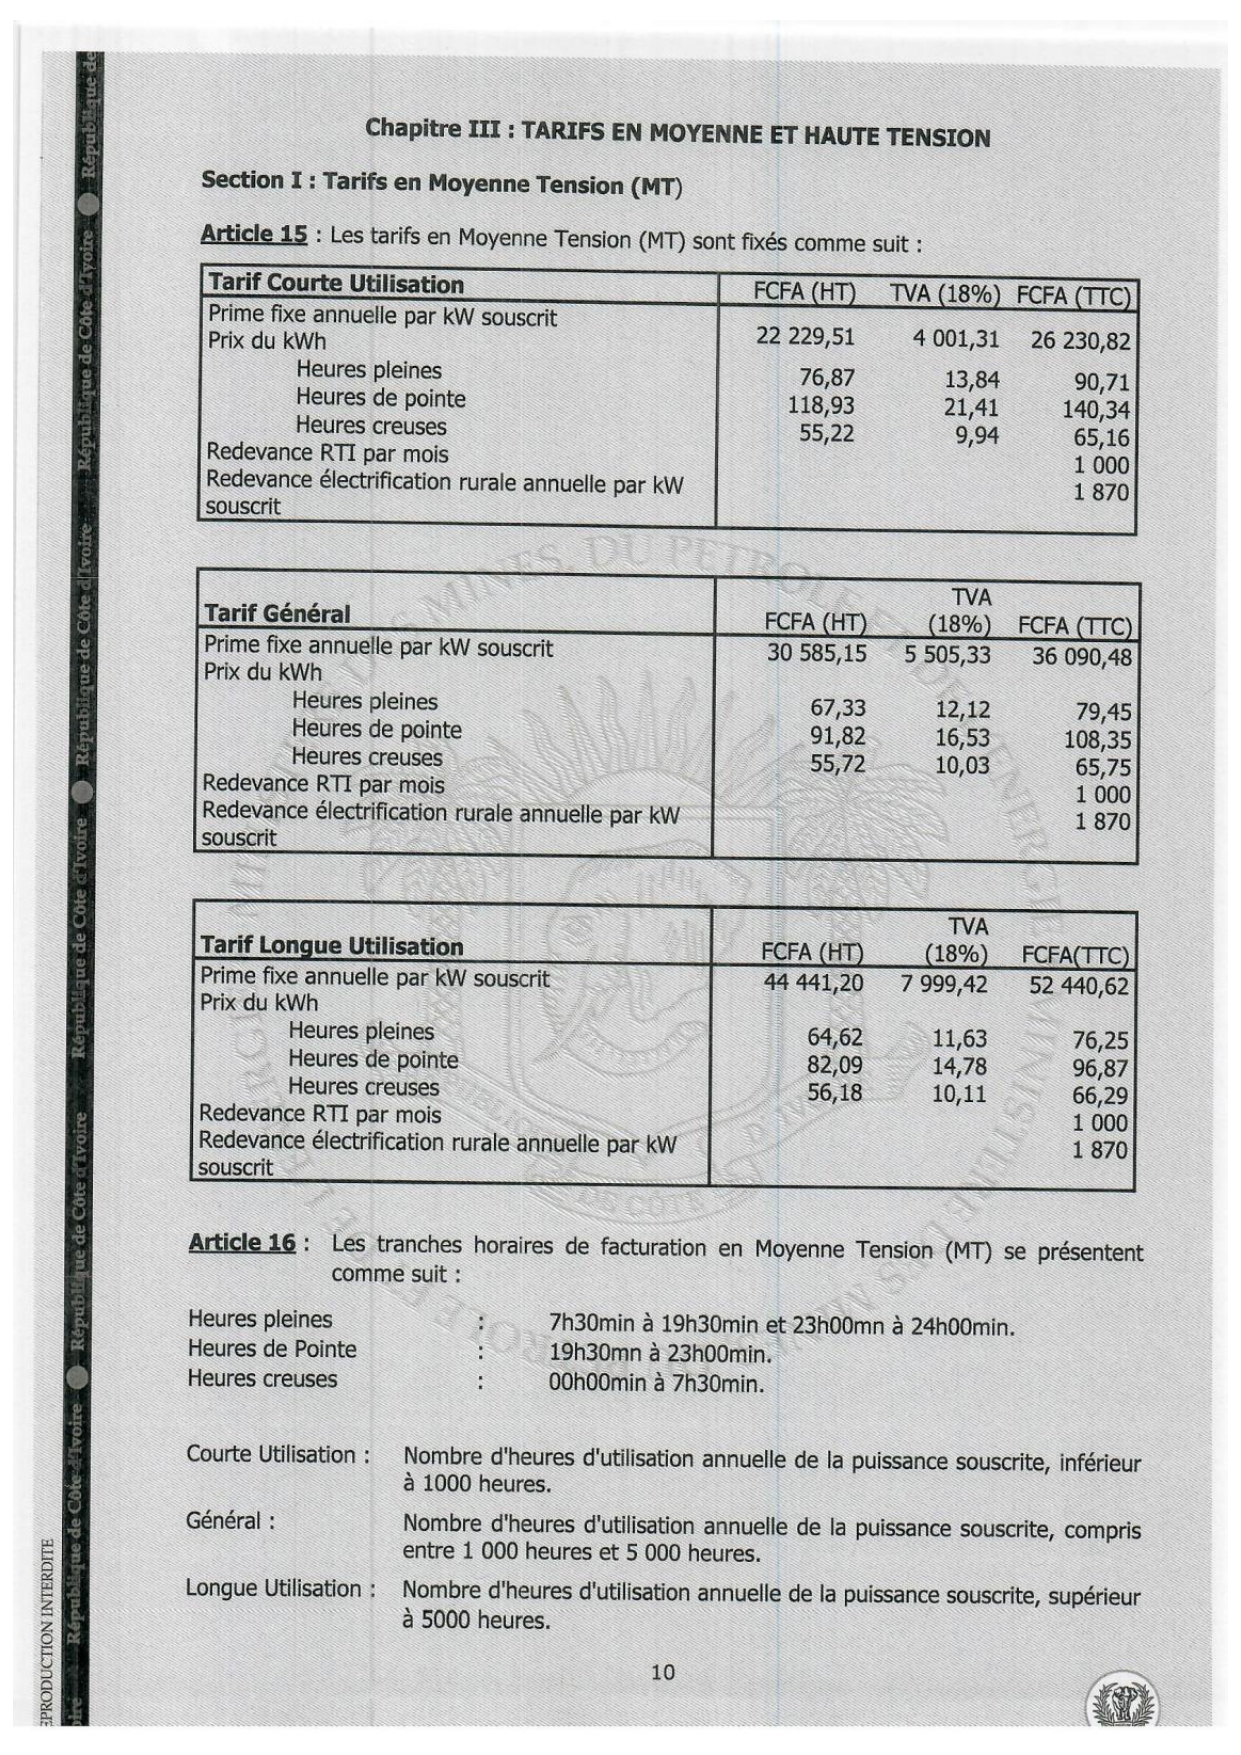 Chapitre III : TARIFS EN MOYENNE ET HAUTE TENSION
Section I : Tarifs en Moyenne Tension (MT)
Article 15 : Les tarifs en Moyenne Tension (MT) sont fixés comme suit :
Tarif Courte Utilisation FCFA (HT) TVA (18%) FCFA (TTC)
Prime fixe annuelle par kW souscrit 22 229,51 4 001,31 26 230,82
Prix du kWh
Heures pleines 76,87 13,84 90,71
Heures de pointe 118,93 21,41 140,34
Heures creuses 55,22 9,94 65,16
Redevance RTI par mois 1 000
Redevance électrification rurale annuelle par kW 1 870
souscrit
TVA
Tarif Général FCFA (HT) (18%) FCFA (TTC)
Prime fixe annuelle par kW souscrit 30 585,15 5 505,33 36 090,48
Prix du kWh
Heures pleines 67,33 12,12 79,45
Heures de pointe 91,82 16,53 108,35
Heures creuses 55,72 10,03 65,75
Redevance RTI par mois 1 000
Redevance électrification rurale annuelle par kW 1 870
souscrit
TVA
Tarif Longue Utilisation FCFA (HT) (18%) FCFA(TTC)
Prime fixe annuelle par kW souscrit 44 441,20 7 999,42 52 440,62
Prix du kWh
Heures pleines 64,62 11,63 76,25
Heures de pointe 82,09 14,78 96,87
Heures creuses 56,18 10,11 66,29
Redevance RTI par mois 1 000
Redevance électrification rurale annuelle par kW 1 870
souscrit
Article 16 : Les tranches horaires de facturation en Moyenne Tension (MT) se présentent
comme suit :
Heures pleines : 7h30min à 19h30min et 23h00mn à 24h00min.
Heures de Pointe : 19h30mn à 23h00min.
Heures creuses : 00h00min à 7h30min.
Courte Utilisation : Nombre d'heures d'utilisation annuelle de la puissance souscrite, inférieur
à 1000 heures.
Général : Nombre d'heures d'utilisation annuelle de la puissance souscrite, compris
entre 1 000 heures et 5 000 heures.
Longue Utilisation : Nombre d'heures d'utilisation annuelle de la puissance souscrite, supérieur
à 5000 heures.
10
République de Côte d'Ivoire République de Côte d'Ivoire République de Côte d'Ivoire République de Côte d'Ivoire République de Côte d'Ivoire République de
EPRODUCTION INTERDITE